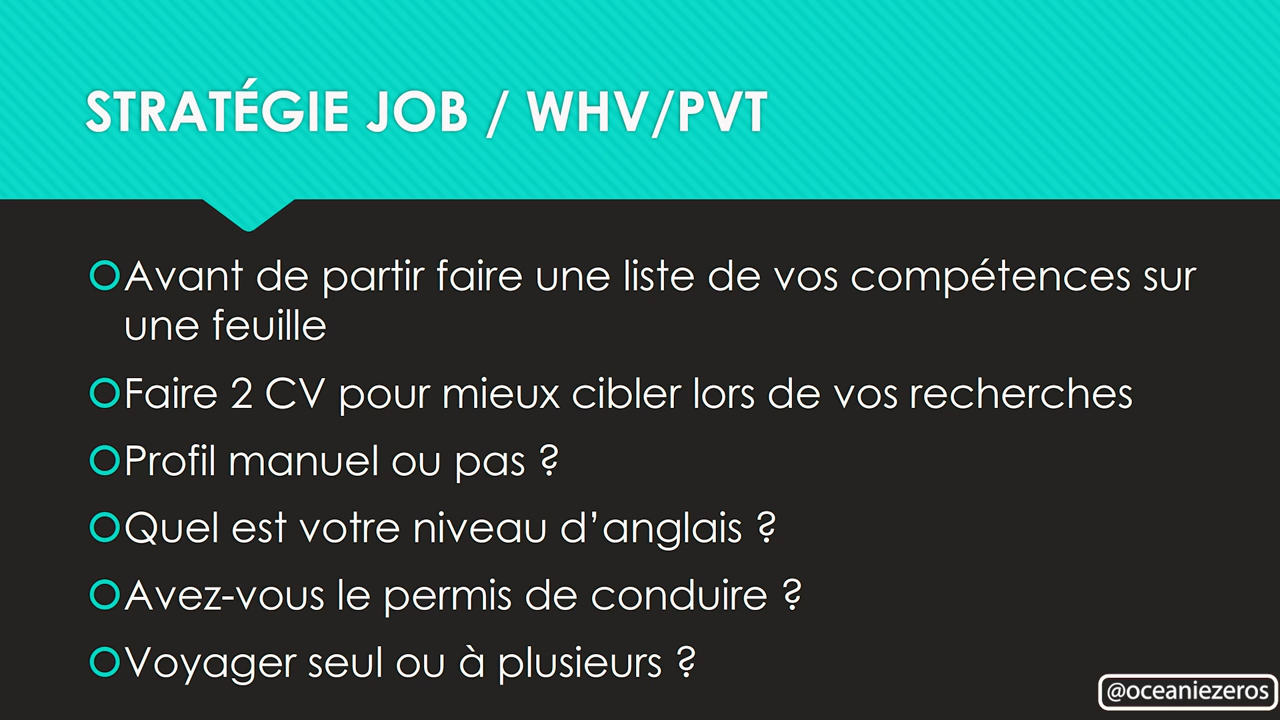 STRATÉGIE JOB / WHV/PVT
Avant de partir faire une liste de vos compétences sur
une feuille
Faire 2 CV pour mieux cibler lors de vos recherches
Profil manuel ou pas ?
Quel est votre niveau d’anglais ?
Avez-vous le permis de conduire ?
Voyager seul ou à plusieurs ?
@oceaniezeros